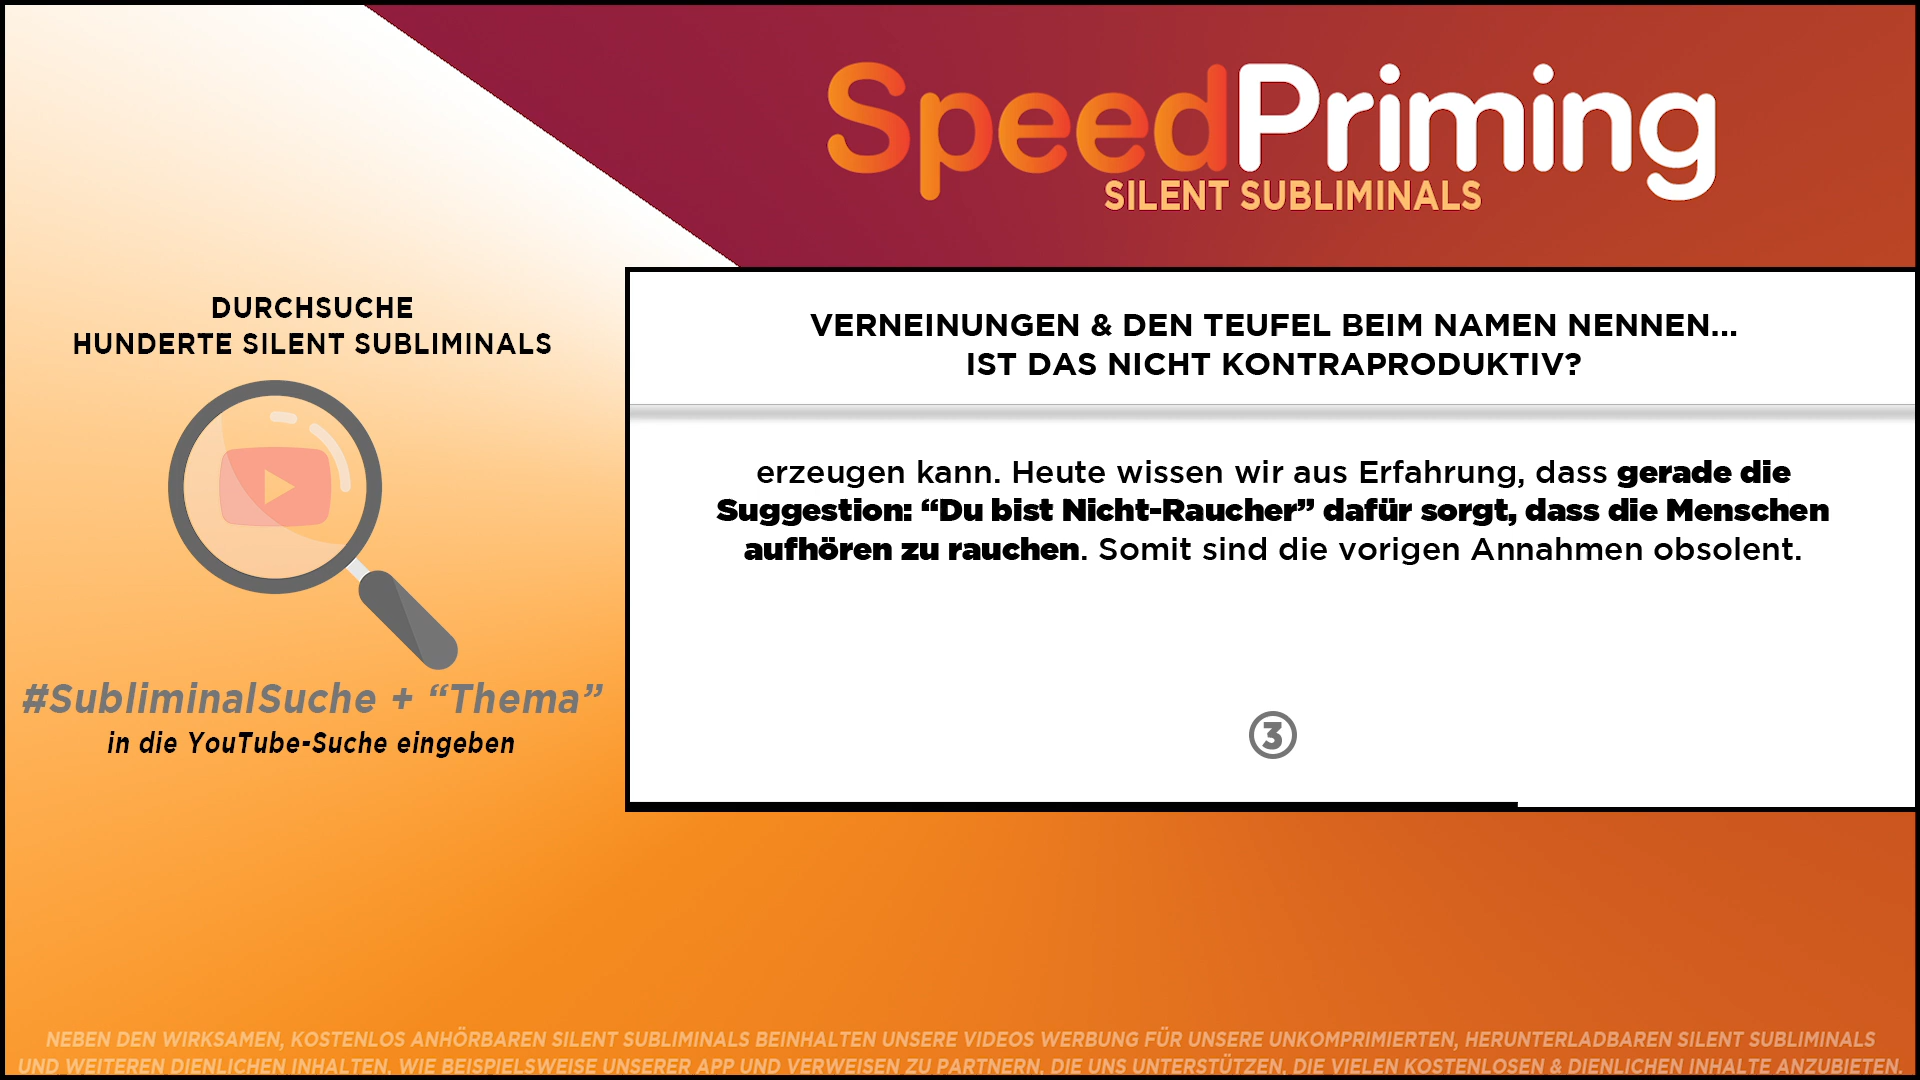 SpeedPriming
SILENT SUBLIMINALS
DURCHSUCHE
HUNDERTE SILENT SUBLIMINALS
#SubliminalSuche + “Thema”
in die YouTube-Suche eingeben
VERNEINUNGEN & DEN TEUFEL BEIM NAMEN NENNEN...
IST DAS NICHT KONTRAPRODUKTIV?
erzeugen kann. Heute wissen wir aus Erfahrung, dass gerade die
Suggestion: “Du bist Nicht-Raucher” dafür sorgt, dass die Menschen
aufhören zu rauchen. Somit sind die vorigen Annahmen obsolent.
3
NEBEN DEN WIRKSAMEN, KOSTENLOS ANHÖRBAREN SILENT SUBLIMINALS BEINHALTEN UNSERE VIDEOS WERBUNG FÜR UNSERE UNKOMPRIMIERTEN, HERUNTERLADBAREN SILENT SUBLIMINALS
UND WEITEREN DIENLICHEN INHALTEN, WIE BEISPIELSWEISE UNSERER APP UND VERWEISEN ZU PARTNERN, DIE UNS UNTERSTÜTZEN, DIE VIELEN KOSTENLOSEN & DIENLICHEN INHALTE ANZUBIETEN.